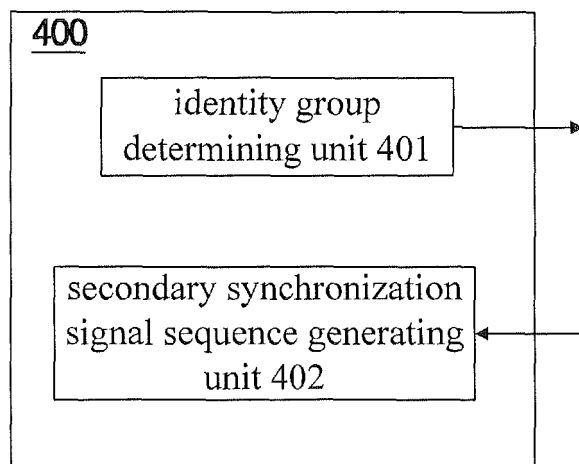 400
identity group
determining unit 401
secondary synchronization
signal sequence generating
unit 402